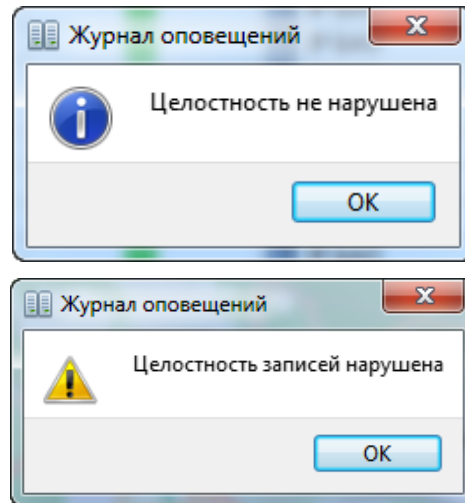 Журнал оповещений
Целостность не нарушена
OK
Журнал оповещений
Целостность записей нарушена
OK